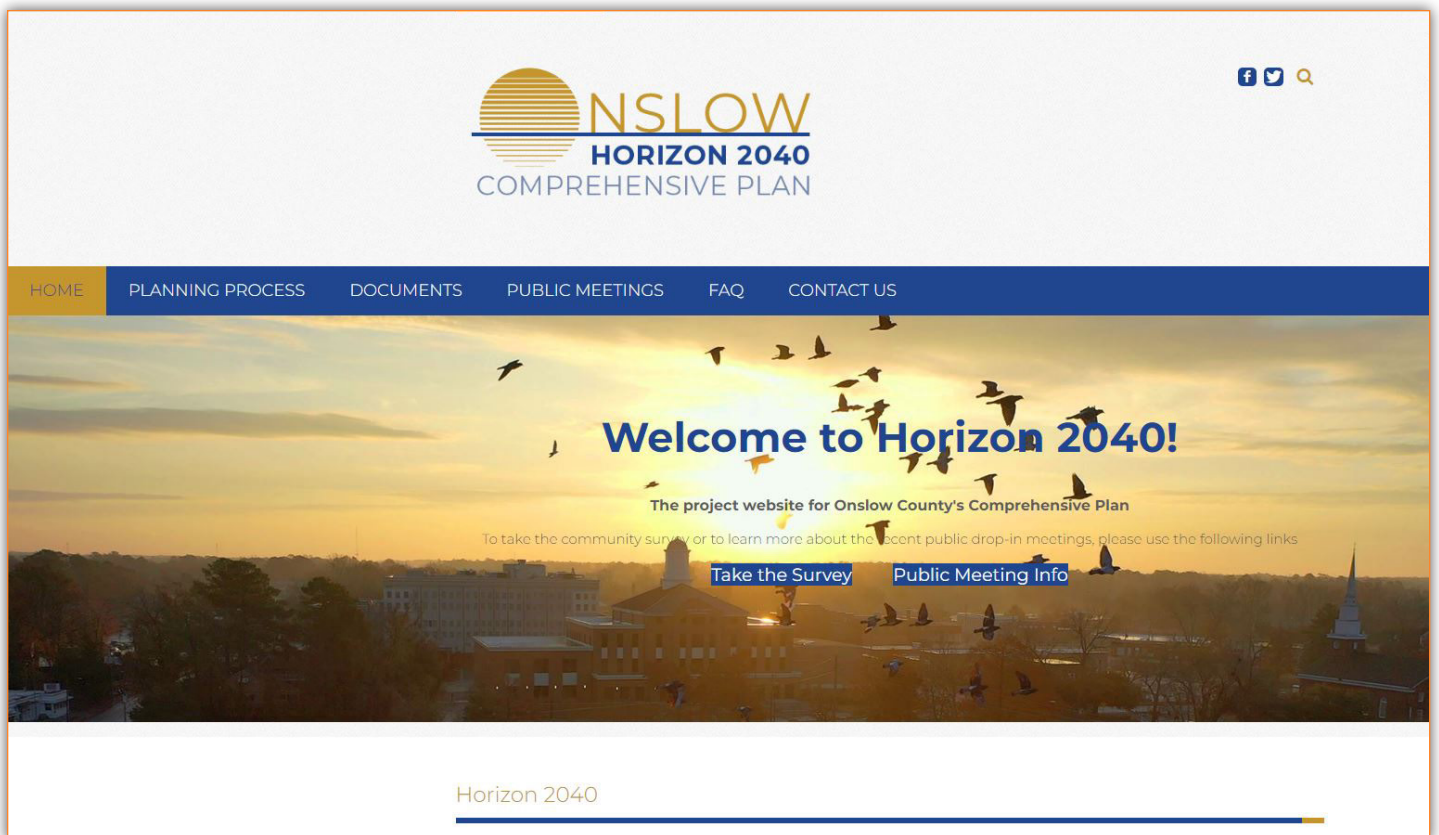 ONSLOW
HORIZON 2040
COMPREHENSIVE PLAN
HOME PLANNING PROCESS DOCUMENTS PUBLIC MEETINGS FAQ CONTACT US
Welcome to Horizon 2040!
The project website for Onslow County's Comprehensive Plan
To take the community survey or to learn more about the recent public drop-in meetings, please use the following links
Take the Survey Public Meeting Info
Horizon 2040